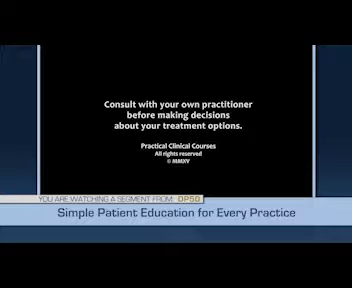 Consult with your own practitioner
before making decisions
about your treatment options.
Practical Clinical Courses
All rights reserved
© MMXV
YOU ARE WATCHING A SEGMENT FROM: DP50
Simple Patient Education for Every Practice